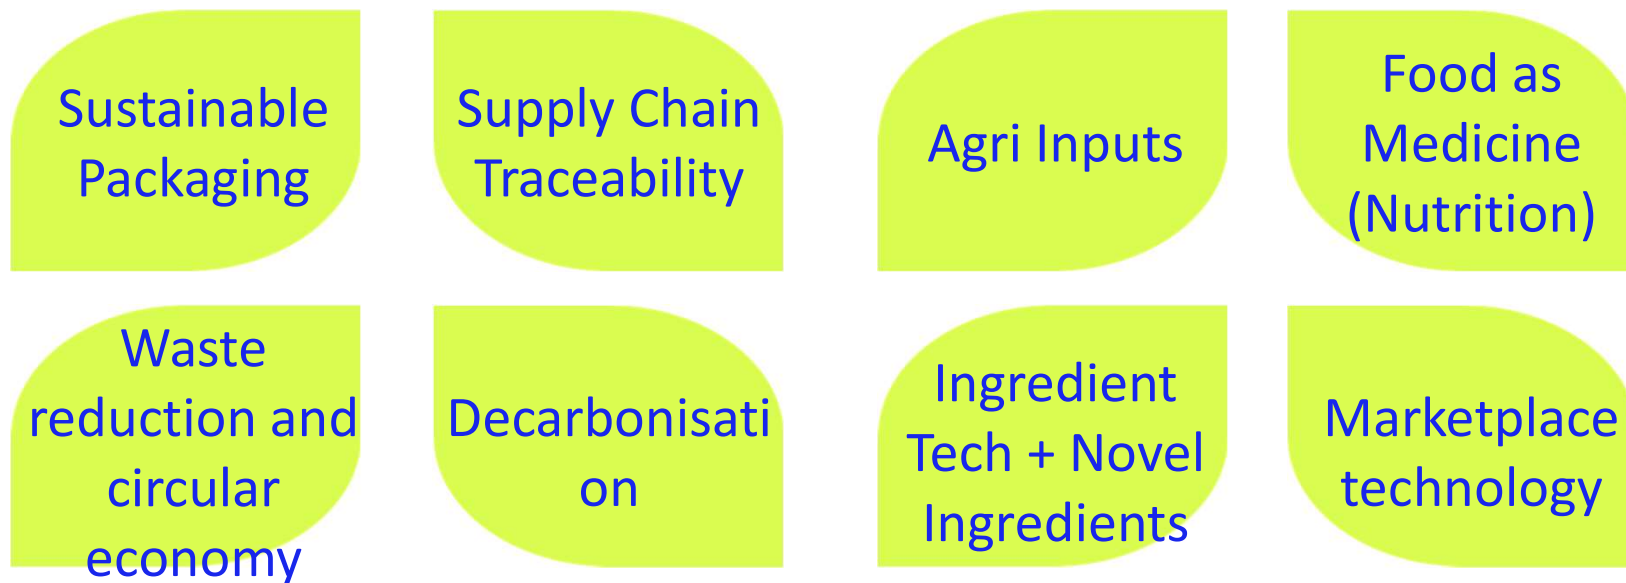 Sustainable
Packaging
Supply Chain
Traceability
Agri Inputs
Food as
Medicine
(Nutrition)
Waste
reduction and
circular
economy
Decarbonisati
on
Ingredient
Tech + Novel
Ingredients
Marketplace
technology